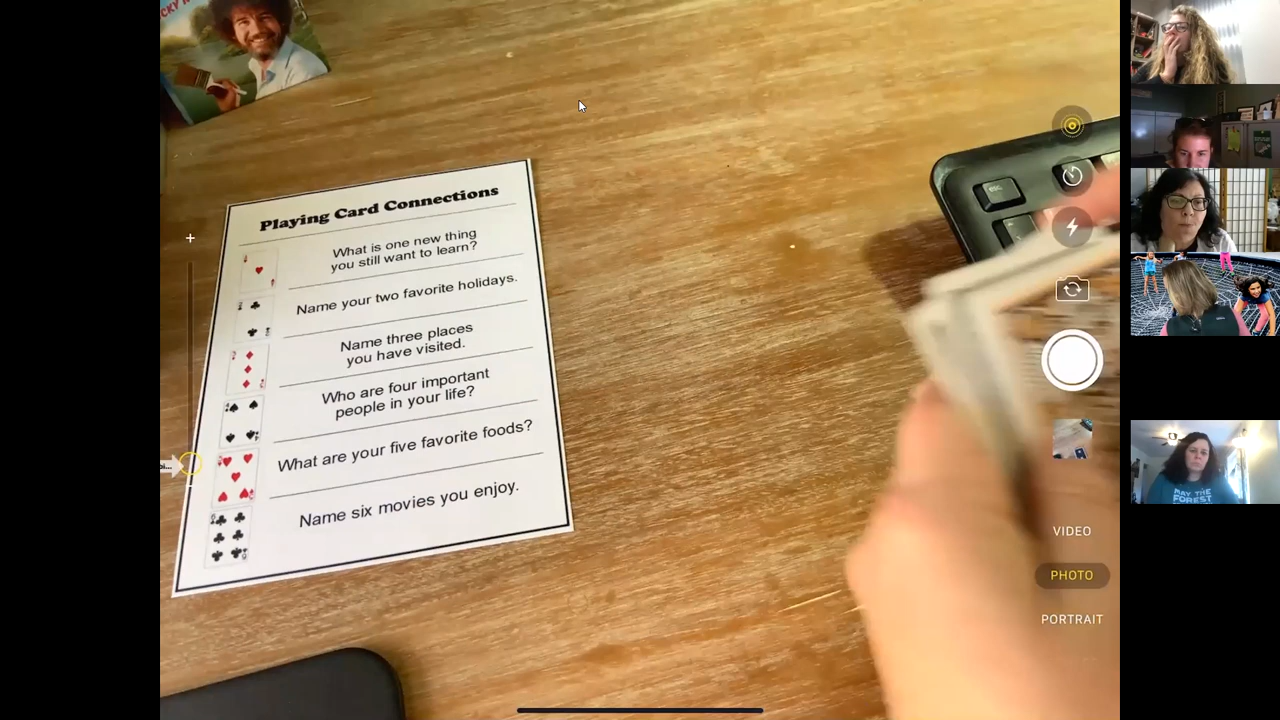 Playing Card Connections
What is one new thing
you still want to learn?
Name your two favorite holidays.
Name three places
you have visited.
Who are four important
people in your life?
What are your five favorite foods?
Name six movies you enjoy.
esc
VIDEO
PHOTO
PORTRAIT
MAY THE
FOREST